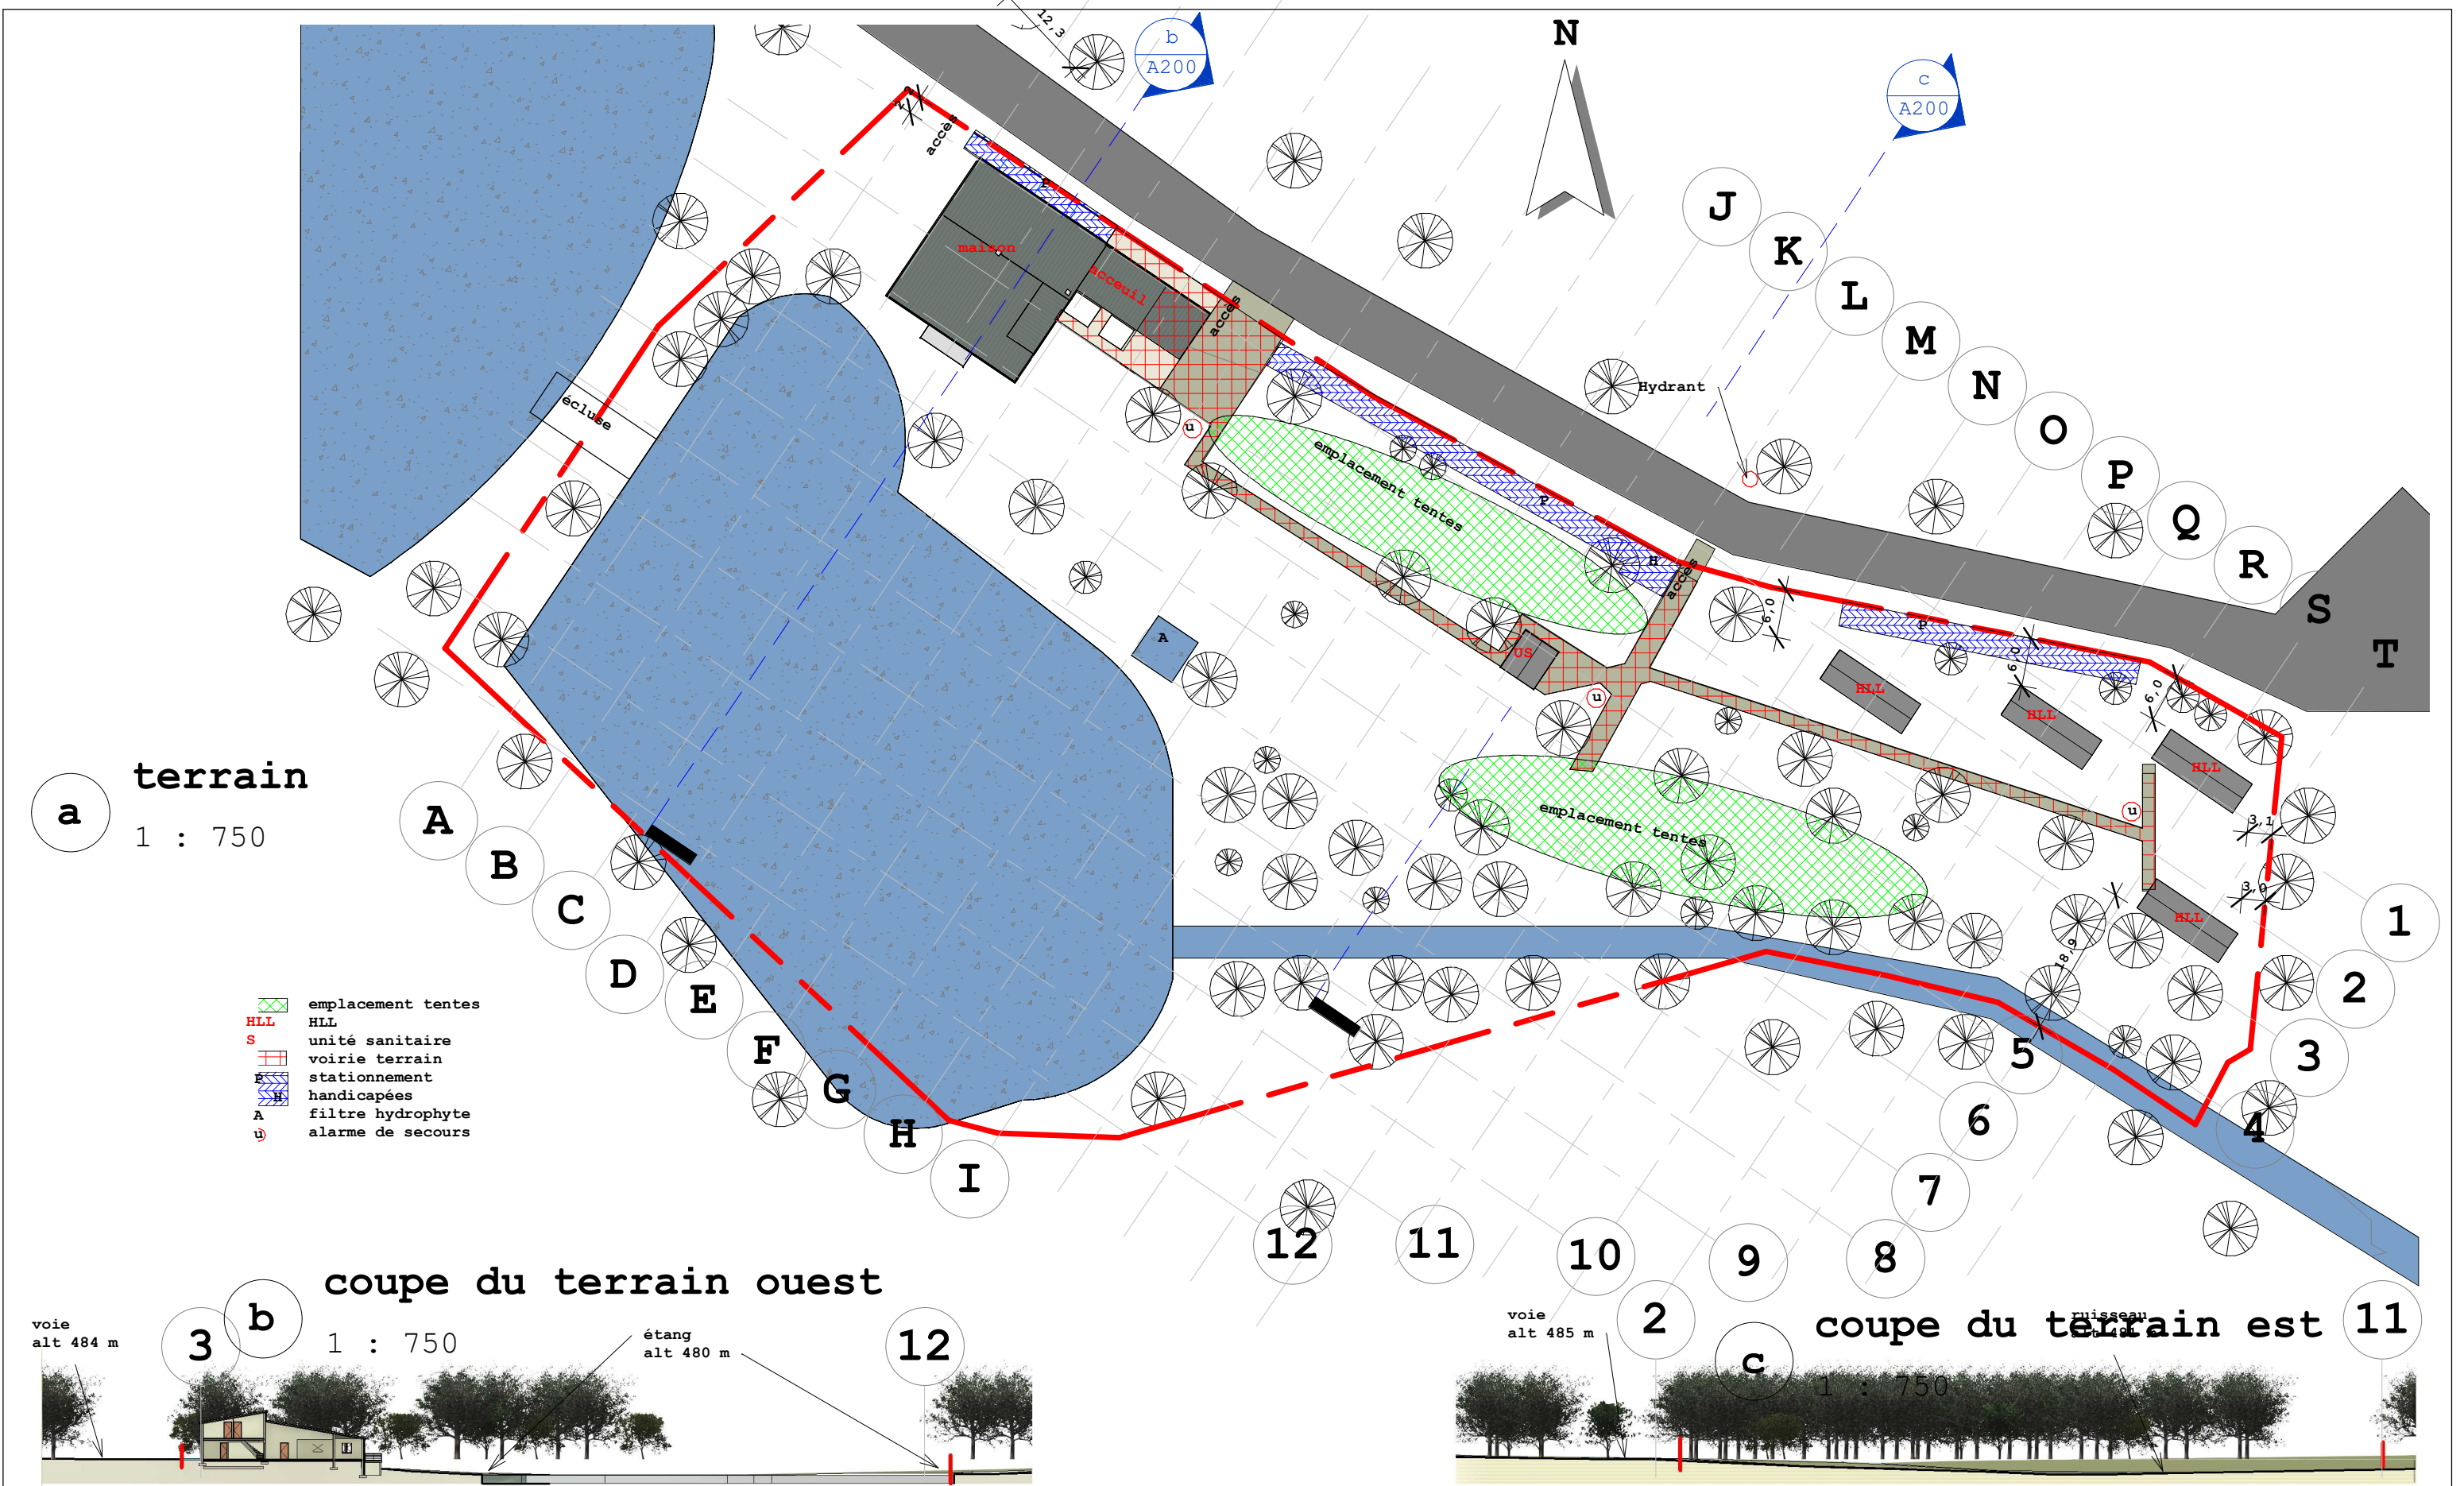 12,3
b
A200
N
c
A200
2,2
accès
P
maison
acceuil
accès
J
K
L
M
N
O
P
Q
R
S
T
Hydrant
écluse
u
emplacement tentes
P
H
accès
6,0
P
6,0
6,0
A
US
u
HLL
HLL
HLL
u
emplacement tentes
3,1
3,0
HLL
18,9
a
terrain
1 : 750
A
B
C
D
E
F
G
H
I
1
2
3
4
5
6
7
8
9
10
11
12
emplacement tentes
HLL HLL
S unité sanitaire
voirie terrain
P stationnement
H handicapées
A filtre hydrophyte
u alarme de secours
b
coupe du terrain ouest
1 : 750
voie
alt 484 m
3
étang
alt 480 m
12
c
coupe du terrain est
1 : 750
voie
alt 485 m
2
ruisseau
11